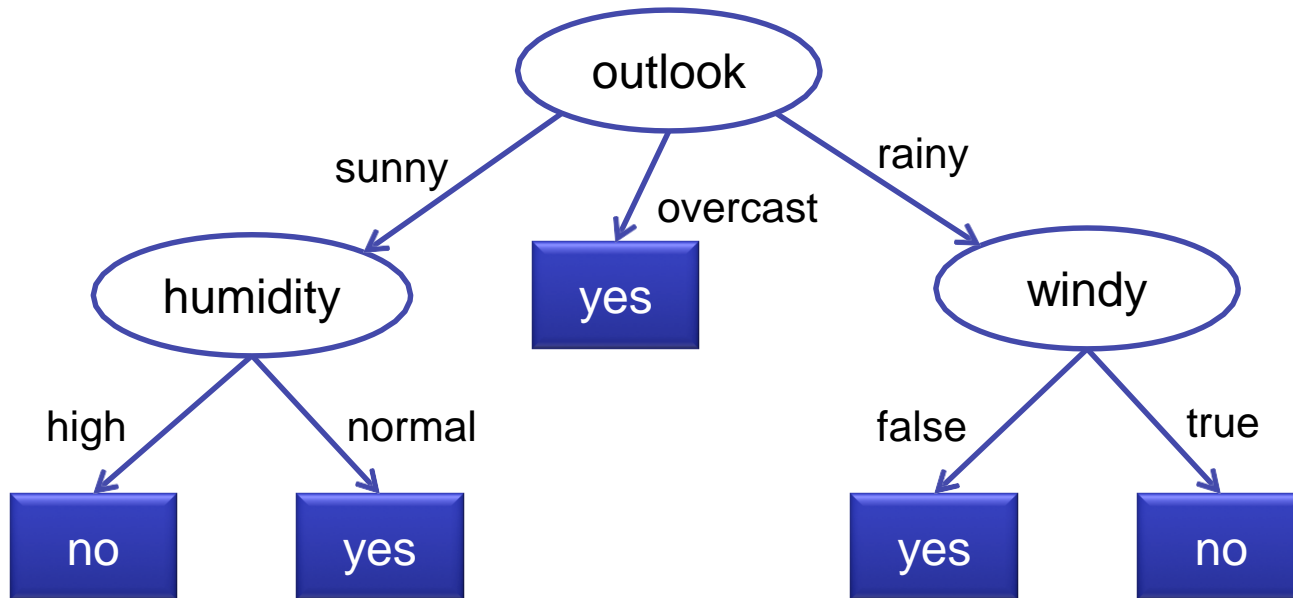 outlook
sunny
rainy
overcast
humidity
yes
windy
high
normal
false
true
no
yes
yes
no